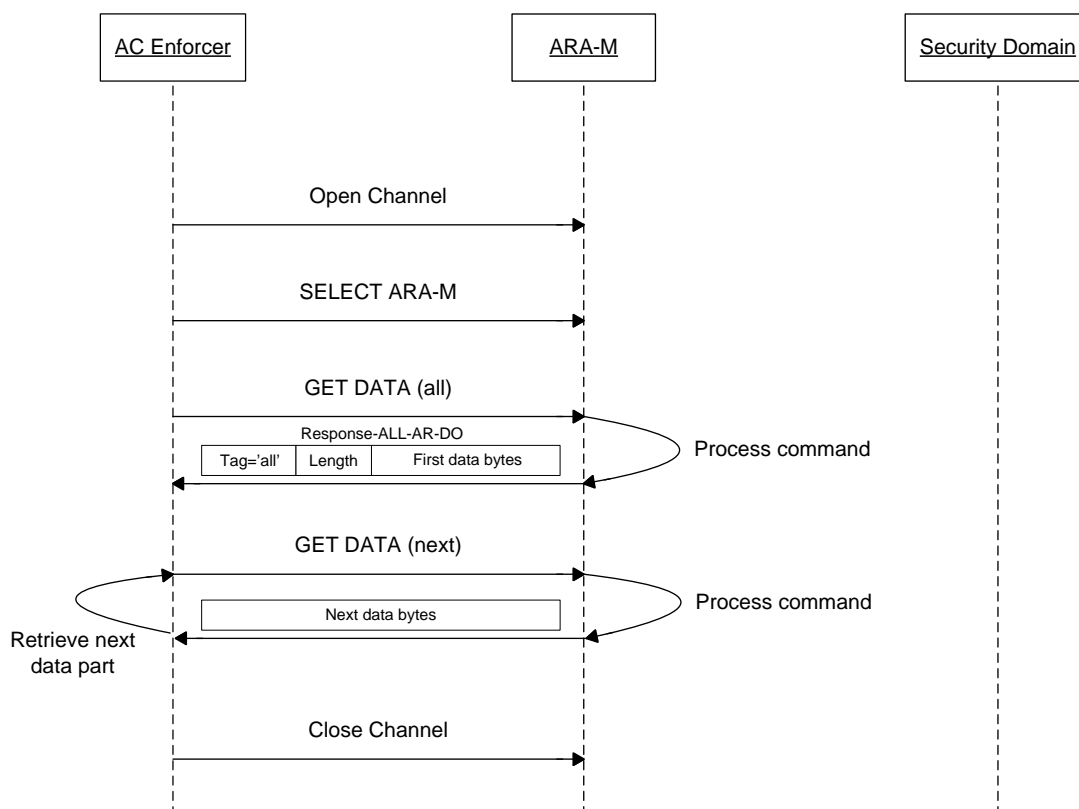 AC Enforcer
ARA-M
Security Domain
Open Channel
SELECT ARA-M
GET DATA (all)
Response-ALL-AR-DO
Tag='all' Length First data bytes
Process command
GET DATA (next)
Next data bytes
Process command
Retrieve next
data part
Close Channel